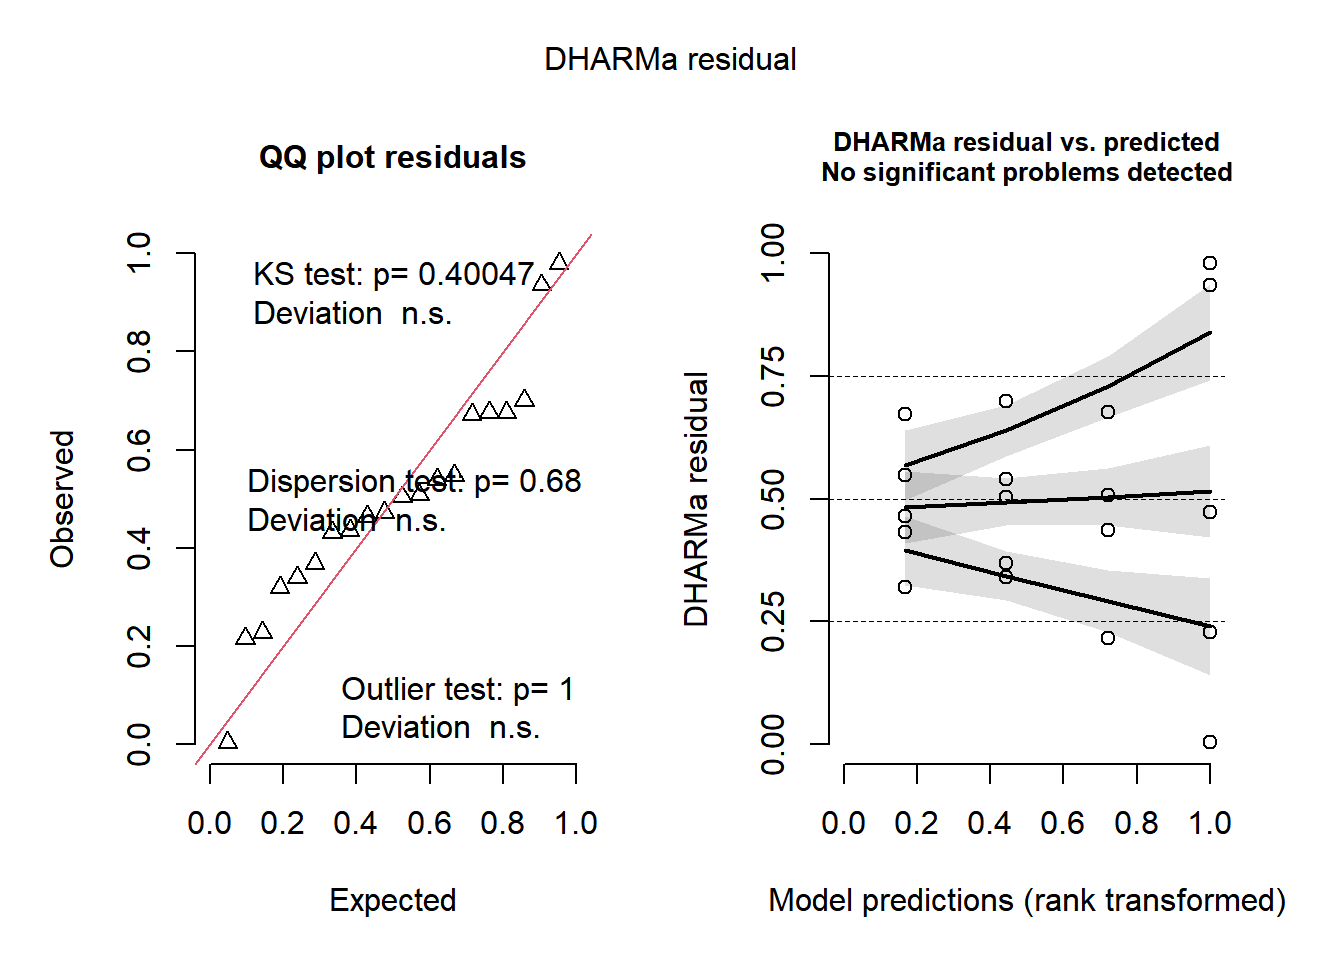 DHARMa residual
QQ plot residuals
KS test: p= 0.40047
Deviation  n.s.
Dispersion test: p= 0.68
Deviation  n.s.
Outlier test: p= 1
Deviation  n.s.
Observed
0.0
0.2
0.4
0.6
0.8
1.0
0.0
0.2
0.4
0.6
0.8
1.0
Expected
DHARMa residual vs. predicted
No significant problems detected
DHARMa residual
0.00
0.25
0.50
0.75
1.00
0.0
0.2
0.4
0.6
0.8
1.0
Model predictions (rank transformed)